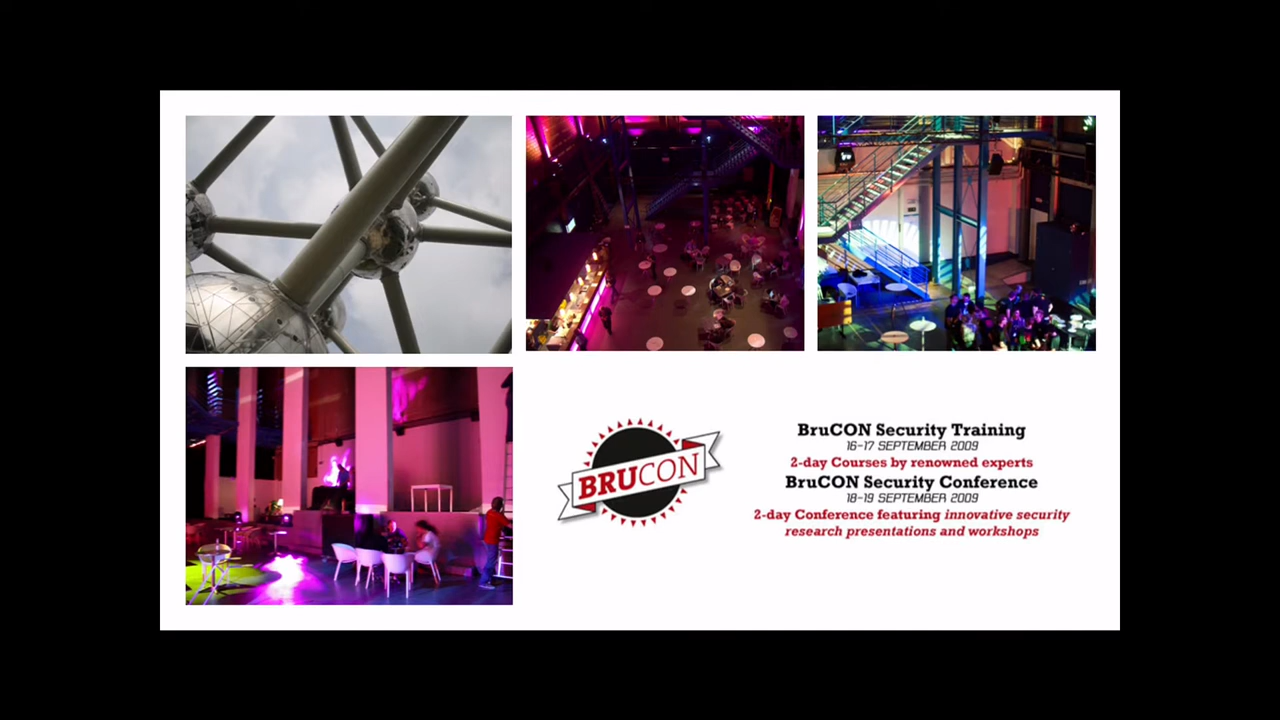 BRUCON
BruCON Security Training
16-17 SEPTEMBER 2009
2-day Courses by renowned experts
BruCON Security Conference
18-19 SEPTEMBER 2009
2-day Conference featuring innovative security
research presentations and workshops